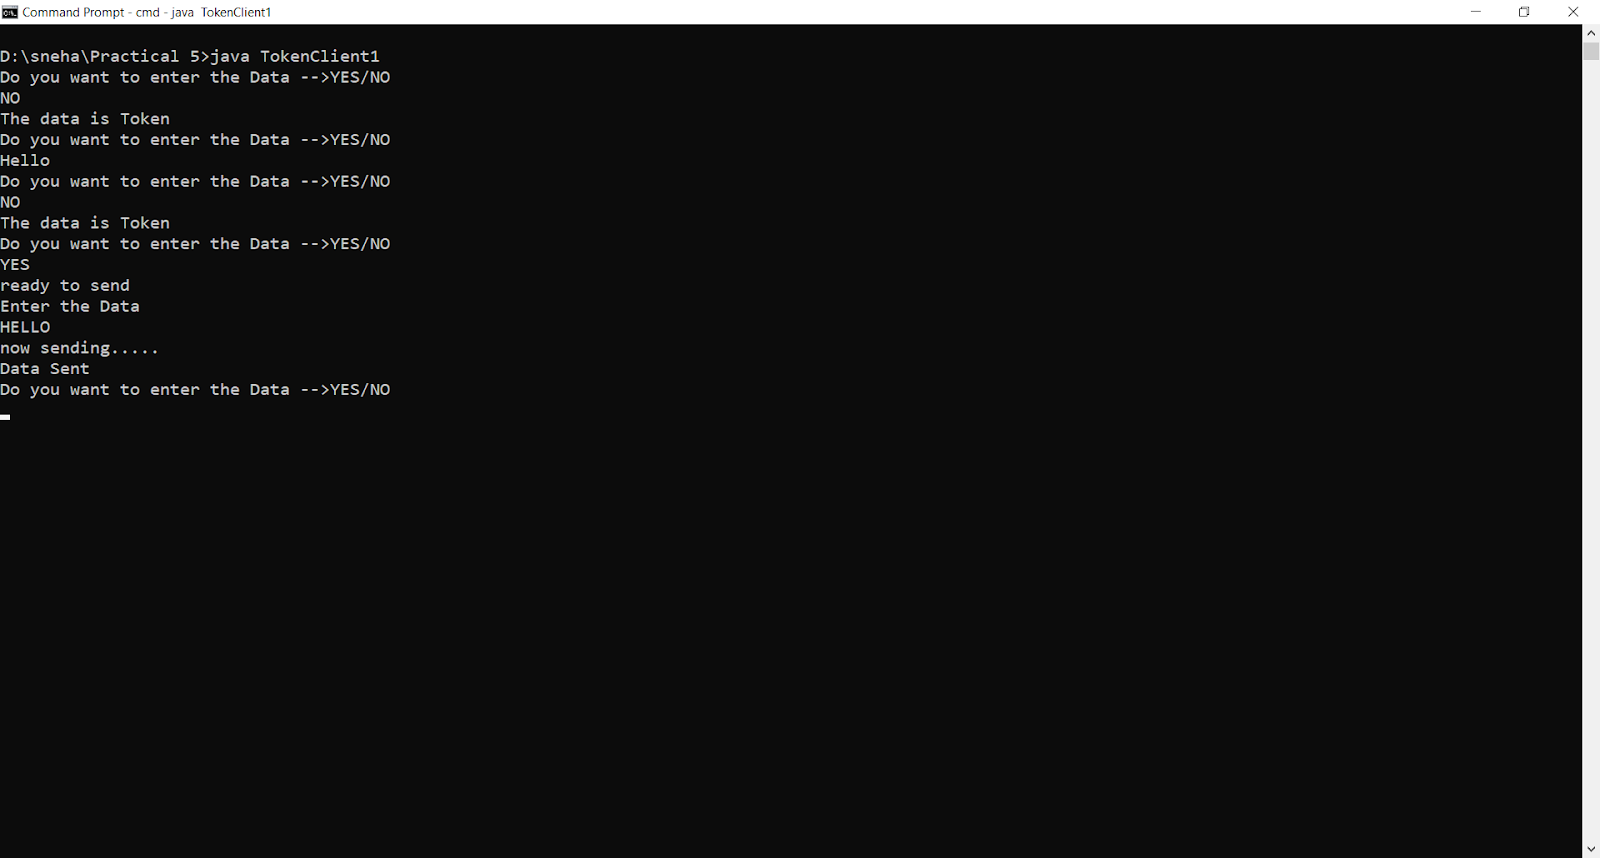 Command Prompt - cmd - java  TokenClient1
D:\sneha\Practical 5>java TokenClient1
Do you want to enter the Data -->YES/NO
NO
The data is Token
Do you want to enter the Data -->YES/NO
Hello
Do you want to enter the Data -->YES/NO
NO
The data is Token
Do you want to enter the Data -->YES/NO
YES
ready to send
Enter the Data
HELLO
now sending.....
Data Sent
Do you want to enter the Data -->YES/NO